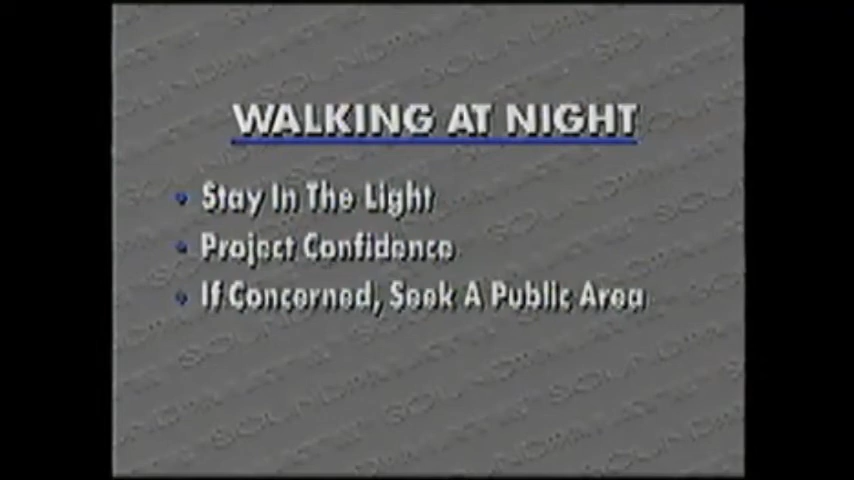 WALKING AT NIGHT
• Stay In The Light
• Project Confidence
• If Concerned, Seek A Public Area